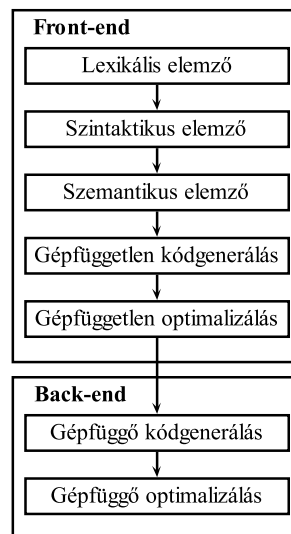 Front-end
Lexikális elemző
Szintaktikus elemző
Szemantikus elemző
Gépfüggetlen kódgenerálás
Gépfüggetlen optimalizálás
Back-end
Gépfüggő kódgenerálás
Gépfüggő optimalizálás